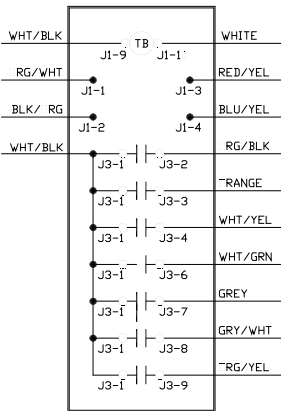 WHT/BLK TB WHITE
J1-9 J1-1
RG/WHT RED/YEL
J1-1 J1-3
BLK/ RG BLU/YEL
J1-2 J1-4
WHT/BLK RG/BLK
J3-1 J3-2
RANGE
J3-1 J3-3
WHT/YEL
J3-1 J3-4
WHT/GRN
J3-1 J3-6
GREY
J3-1 J3-7
GRY/WHT
J3-1 J3-8
RG/YEL
J3-1 J3-9